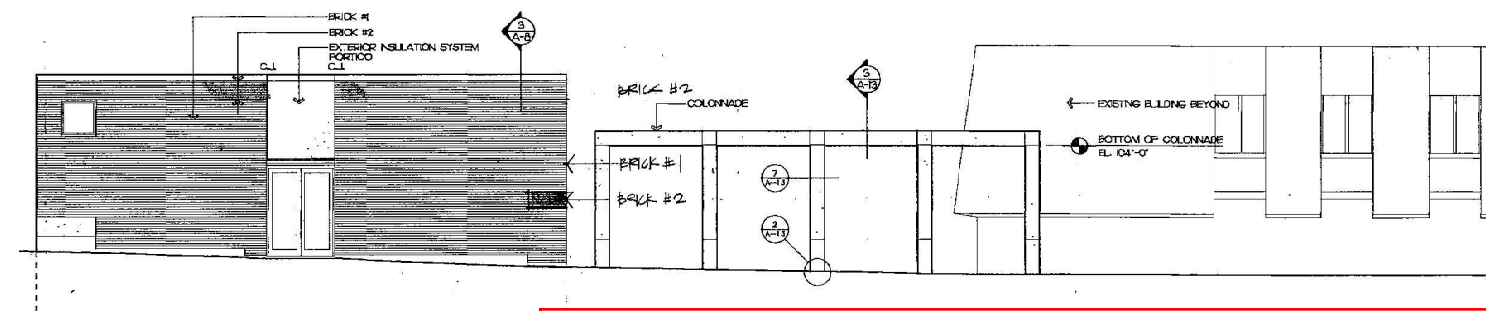 BRICK #1
BRICK #2
EXTERIOR INSULATION SYSTEM
PORTICO
C.J.
C.J.
3
A-8
BRICK #2
COLONNADE
3
A-13
EXISTING BUILDING BEYOND
BOTTOM OF COLONNADE
EL. 104'-0"
BRICK #1
BRICK #2
7
A-13
2
A-13